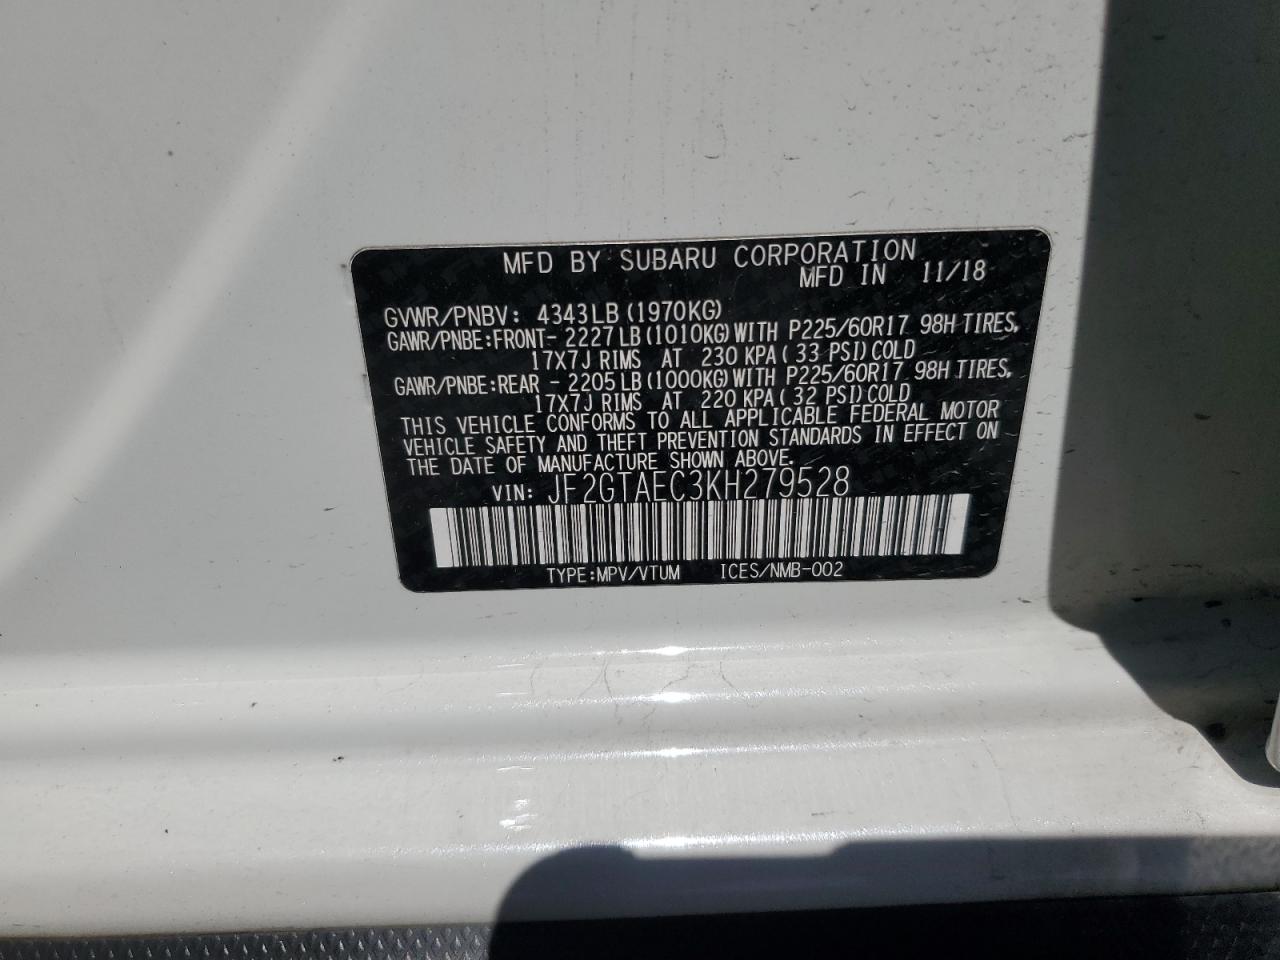 MFD BY SUBARU CORPORATION
MFD IN 11/18
GVWR/PNBV: 4343LB (1970KG)
GAWR/PNBE:FRONT- 2227LB (1010KG) WITH P225/60R17 98H TIRES,
17X7J RIMS AT 230 KPA ( 33 PSI) COLD
GAWR/PNBE:REAR - 2205LB (1000KG) WITH P225/60R17 98H TIRES,
17X7J RIMS AT 220 KPA ( 32 PSI) COLD
THIS VEHICLE CONFORMS TO ALL APPLICABLE FEDERAL MOTOR
VEHICLE SAFETY AND THEFT PREVENTION STANDARDS IN EFFECT ON
THE DATE OF MANUFACTURE SHOWN ABOVE.
VIN: JF2GTAEC3KH279528
TYPE:MPV/VTUM ICES/NMB-002